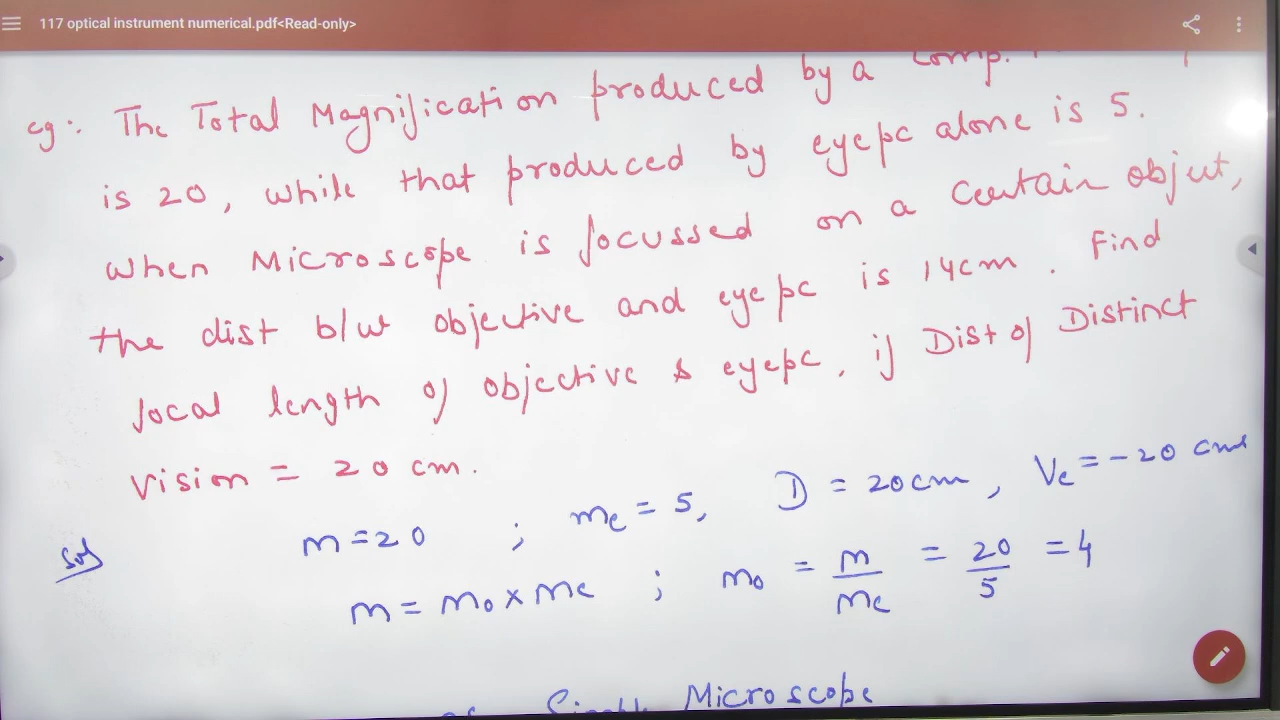 117 optical instrument numerical.pdf<Read-only>
eg:. The Total Magnification produced by a Comp.
is 20, while that produced by eyepc alone is 5.
When Microscope is focussed on a certain object,
the dist b/w objective and eyepc is 14cm. Find
focal length of objective & eyepc, if Dist of Distinct
Vision = 20 cm.
Sol m = 20 ; me = 5, D = 20cm, Ve = -20 cms
m = mo x me ; mo = m/me = 20/5 = 4
Simple Microscope